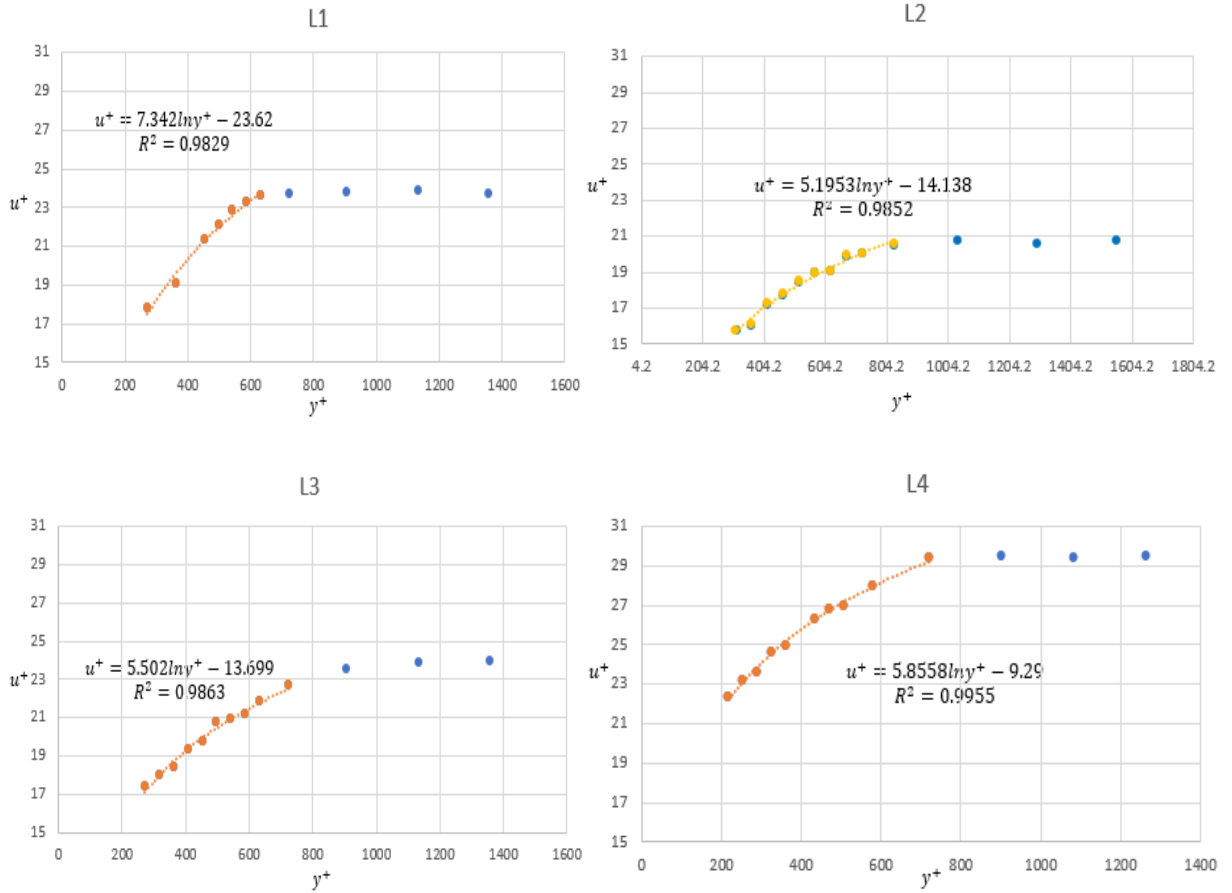 L1
31
29
27
25
23
21
19
17
15
u⁺
u⁺ = 7.342lny⁺ − 23.62
R² = 0.9829
0 200 400 600 800 1000 1200 1400 1600
y⁺
L2
31
29
27
25
23
21
19
17
15
u⁺
u⁺ = 5.1953lny⁺ − 14.138
R² = 0.9852
4.2 204.2 404.2 604.2 804.2 1004.2 1204.2 1404.2 1604.2 1804.2
y⁺
L3
31
29
27
25
23
21
19
17
15
u⁺
u⁺ = 5.502lny⁺ − 13.699
R² = 0.9863
0 200 400 600 800 1000 1200 1400 1600
y⁺
L4
31
29
27
25
23
21
19
17
15
u⁺
u⁺ = 5.8558lny⁺ − 9.29
R² = 0.9955
0 200 400 600 800 1000 1200 1400
y⁺